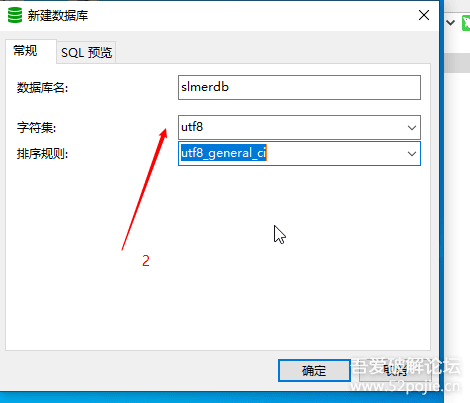 新建数据库
常规 SQL 预览
数据库名: slmerdb
字符集: utf8
排序规则: utf8_general_ci
2
确定 取消
吾爱破解论坛
www.52pojie.cn